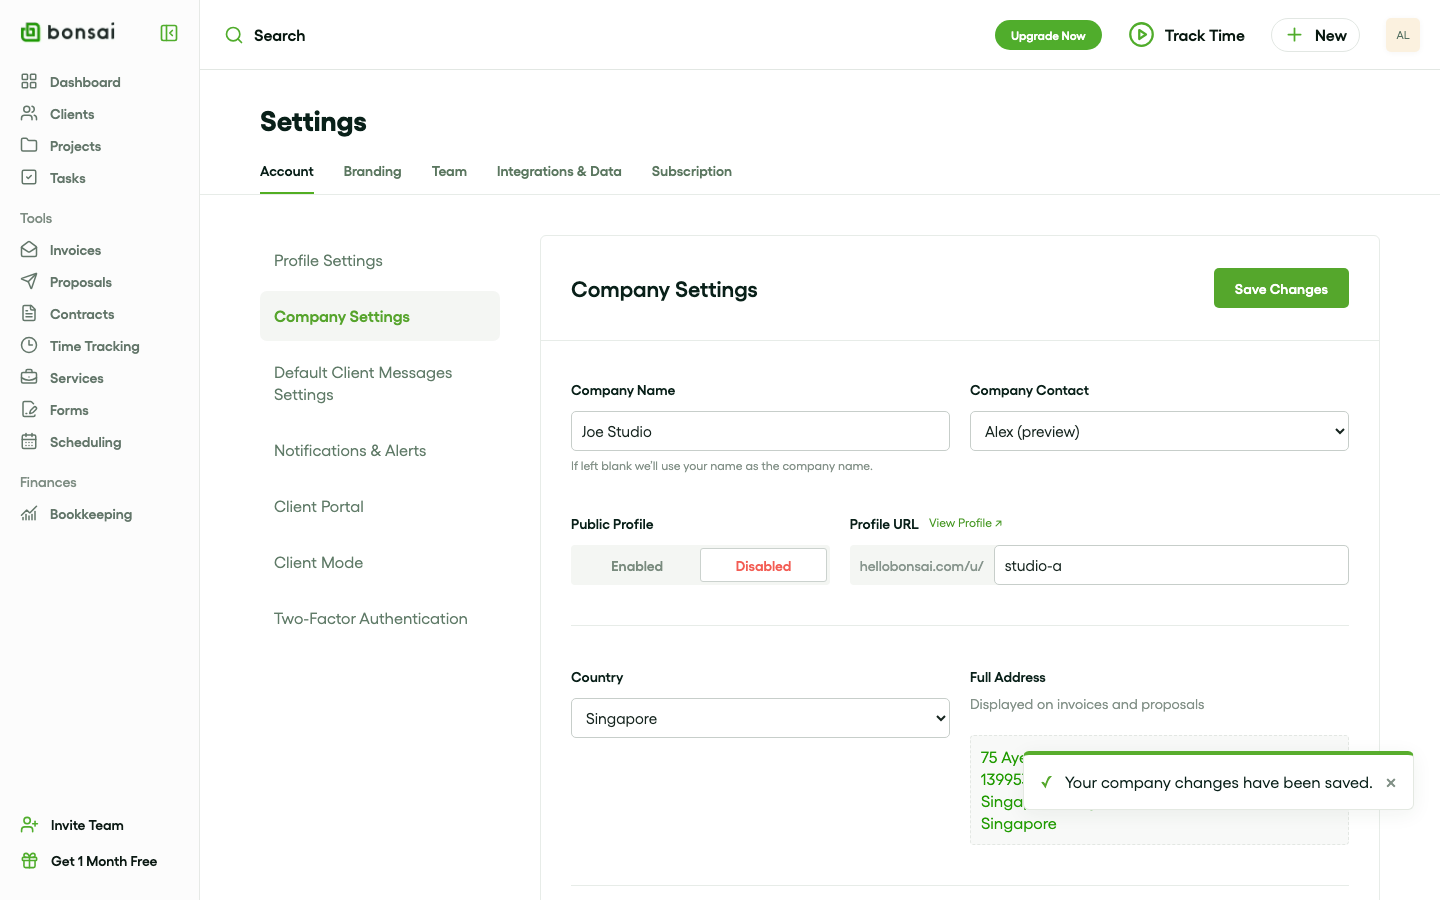 bonsai
Search
Upgrade Now
Track Time
New
AL
Dashboard
Clients
Projects
Tasks
Tools
Invoices
Proposals
Contracts
Time Tracking
Services
Forms
Scheduling
Finances
Bookkeeping
Invite Team
Get 1 Month Free
Settings
Account
Branding
Team
Integrations & Data
Subscription
Profile Settings
Company Settings
Default Client Messages
Settings
Notifications & Alerts
Client Portal
Client Mode
Two-Factor Authentication
Company Settings
Save Changes
Company Name
Joe Studio
If left blank we'll use your name as the company name.
Company Contact
Alex (preview)
Public Profile
Enabled
Disabled
Profile URL
View Profile ↗
hellobonsai.com/u/
studio-a
Country
Singapore
Full Address
Displayed on invoices and proposals
75
Singapore
Your company changes have been saved.